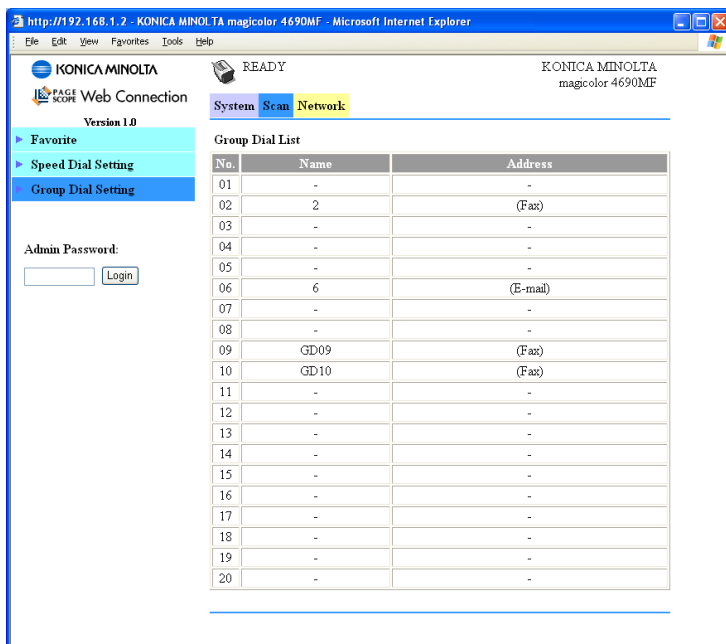 http://192.168.1.2 - KONICA MINOLTA magicolor 4690MF - Microsoft Internet Explorer
File Edit View Favorites Tools Help
KONICA MINOLTA
PAGE SCOPE Web Connection
Version 1.0
READY
KONICA MINOLTA
magicolor 4690MF
System Scan Network
Favorite
Speed Dial Setting
Group Dial Setting
Admin Password:
Login
Group Dial List
No. Name Address
01 - -
02 2 (Fax)
03 - -
04 - -
05 - -
06 6 (E-mail)
07 - -
08 - -
09 GD09 (Fax)
10 GD10 (Fax)
11 - -
12 - -
13 - -
14 - -
15 - -
16 - -
17 - -
18 - -
19 - -
20 - -